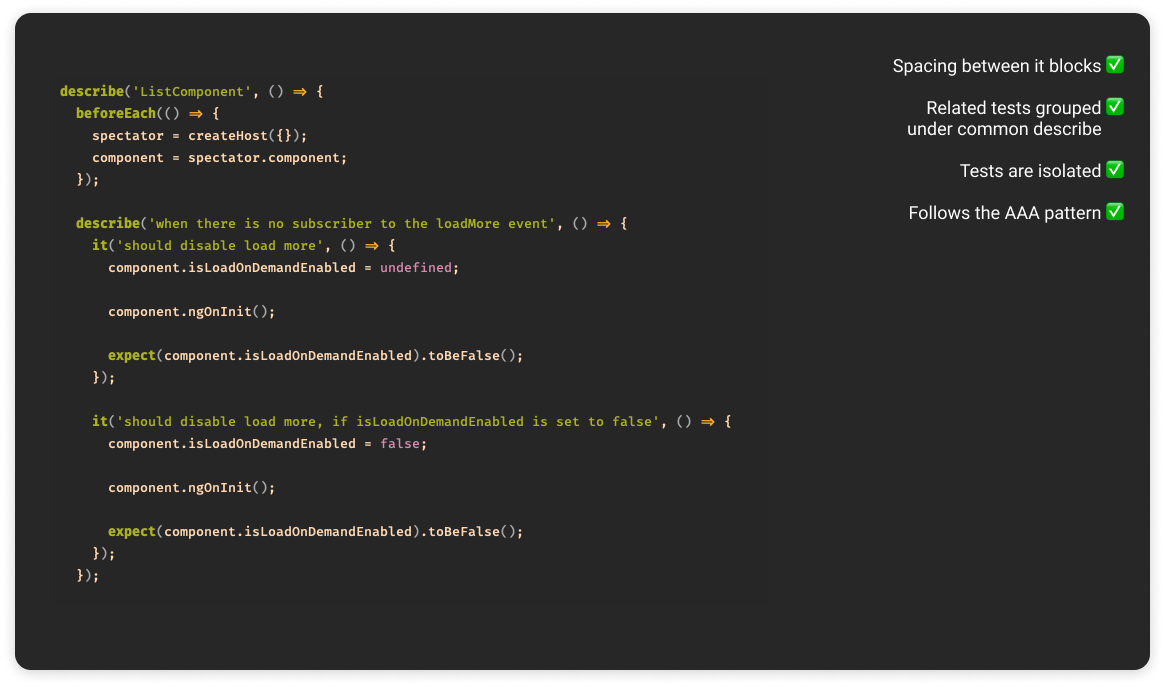 describe('ListComponent', () => {
  beforeEach(() => {
    spectator = createHost({});
    component = spectator.component;
  });

  describe('when there is no subscriber to the loadMore event', () => {
    it('should disable load more', () => {
      component.isLoadOnDemandEnabled = undefined;

      component.ngOnInit();

      expect(component.isLoadOnDemandEnabled).toBeFalse();
    });

    it('should disable load more, if isLoadOnDemandEnabled is set to false', () => {
      component.isLoadOnDemandEnabled = false;

      component.ngOnInit();

      expect(component.isLoadOnDemandEnabled).toBeFalse();
    });
  });
Spacing between it blocks ✅
Related tests grouped ✅
under common describe
Tests are isolated ✅
Follows the AAA pattern ✅